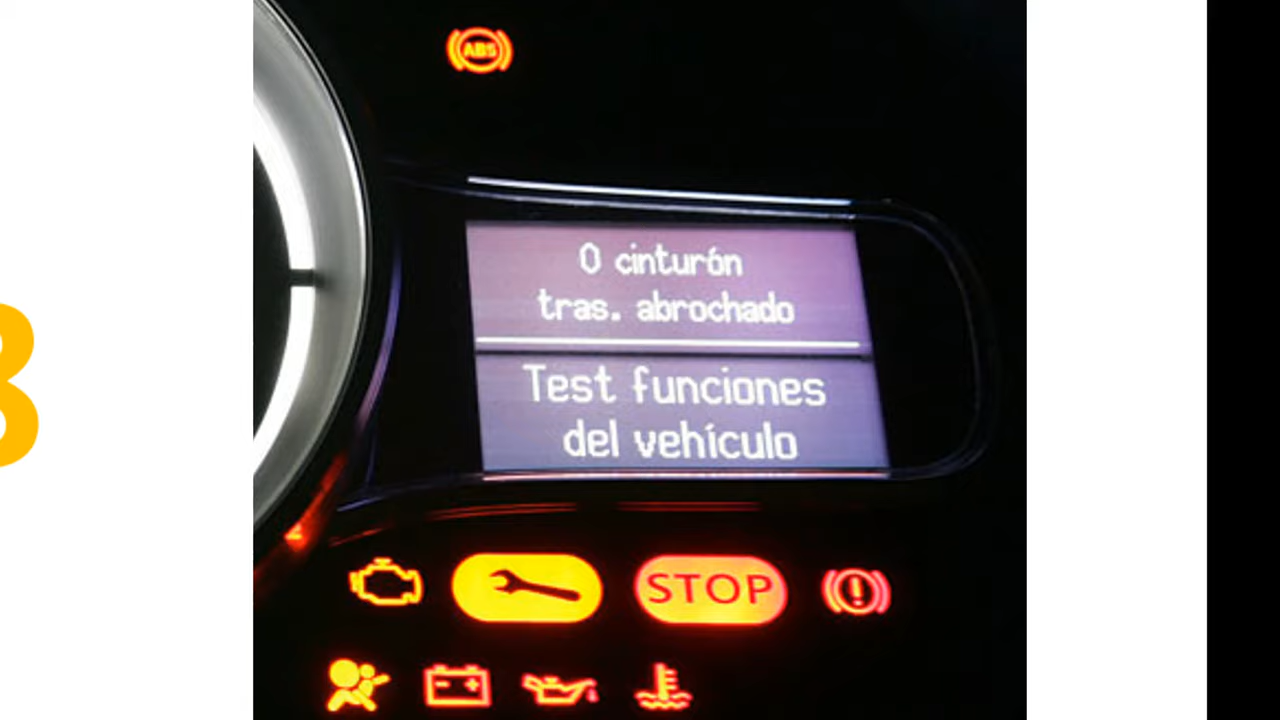 ABS
0 cinturón
tras. abrochado
Test funciones
del vehículo
STOP